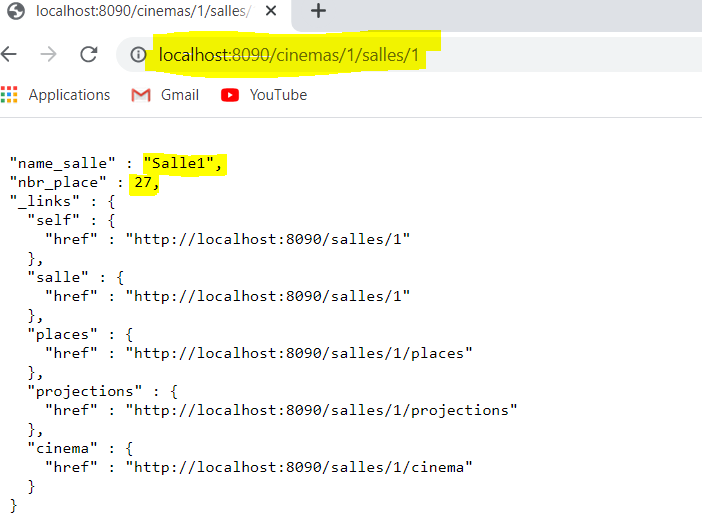 localhost:8090/cinemas/1/salles/
localhost:8090/cinemas/1/salles/1
Applications Gmail YouTube
"name_salle" : "Salle1",
"nbr_place" : 27,
"_links" : {
"self" : {
"href" : "http://localhost:8090/salles/1"
},
"salle" : {
"href" : "http://localhost:8090/salles/1"
},
"places" : {
"href" : "http://localhost:8090/salles/1/places"
},
"projections" : {
"href" : "http://localhost:8090/salles/1/projections"
},
"cinema" : {
"href" : "http://localhost:8090/salles/1/cinema"
}
}